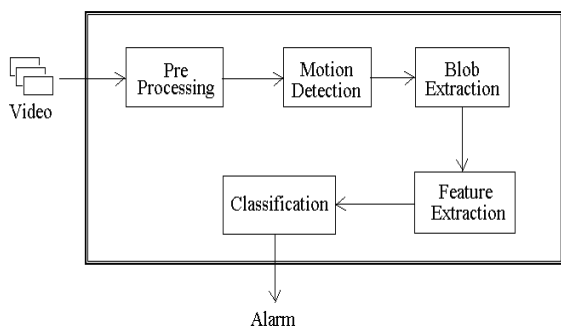 Video
Pre
Processing
Motion
Detection
Blob
Extraction
Feature
Extraction
Classification
Alarm